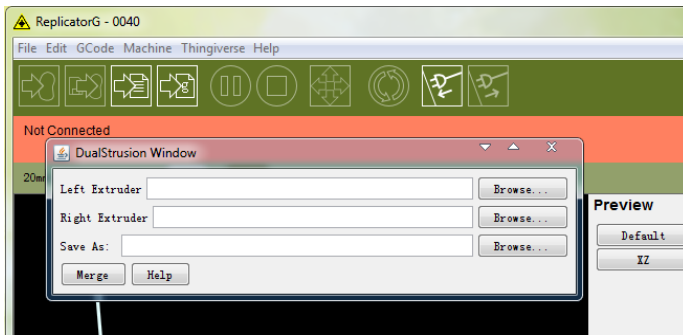 ReplicatorG - 0040
File Edit GCode Machine Thingiverse Help
Not Connected
DualStrusion Window
20mm
Left Extruder Browse...
Right Extruder Browse...
Save As: Browse...
Merge Help
Preview
Default
XZ